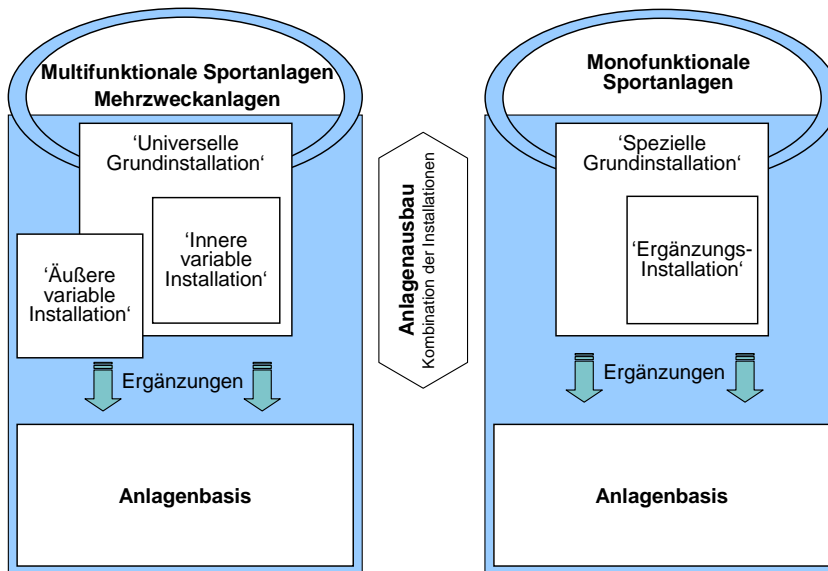 Multifunktionale Sportanlagen
Mehrzweckanlagen
‘Universelle
Grundinstallation‘
‘Innere
variable
Installation‘
‘Äußere
variable
Installation‘
Ergänzungen
Anlagenbasis
Anlagenausbau
Kombination der Installationen
Monofunktionale
Sportanlagen
‘Spezielle
Grundinstallation‘
‘Ergänzungs-
Installation‘
Ergänzungen
Anlagenbasis